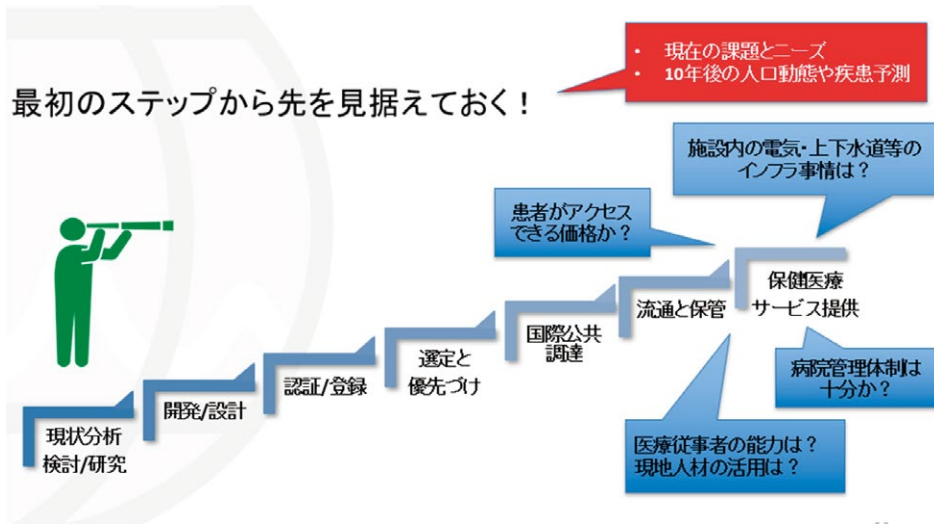 ・ 現在の課題とニーズ
・ 10年後の人口動態や疾患予測
最初のステップから先を見据えておく！
施設内の電気・上下水道等の
インフラ事情は？
患者がアクセス
できる価格か？
保健医療
サービス提供
流通と保管
国際公共
調達
選定と
優先づけ
認証/登録
開発/設計
現状分析
検討/研究
病院管理体制は
十分か？
医療従事者の能力は？
現地人材の活用は？